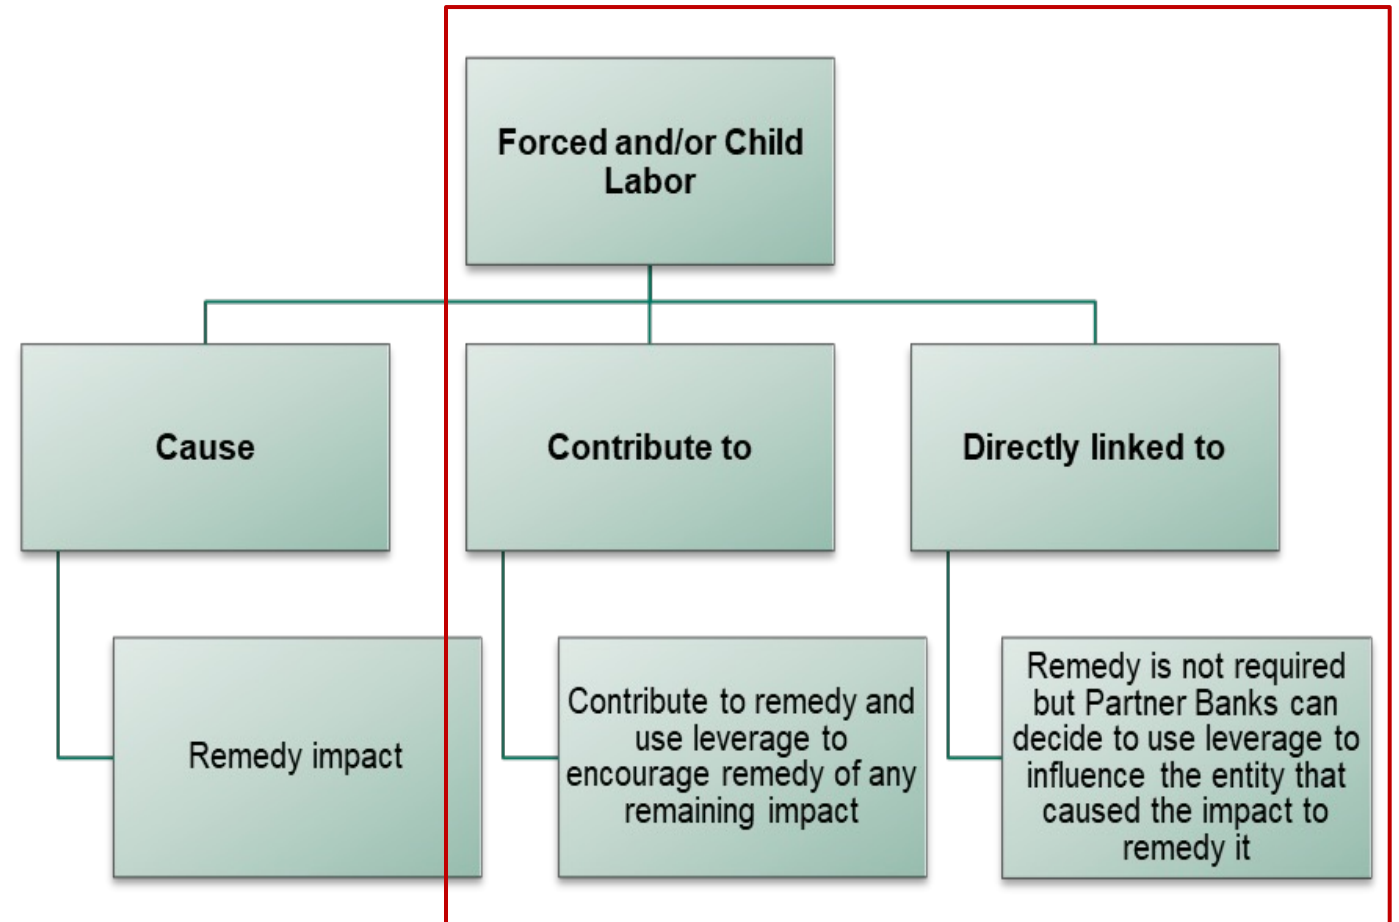 Forced and/or Child
Labor
Cause
Contribute to
Directly linked to
Remedy impact
Contribute to remedy and
use leverage to
encourage remedy of any
remaining impact
Remedy is not required
but Partner Banks can
decide to use leverage to
influence the entity that
caused the impact to
remedy it